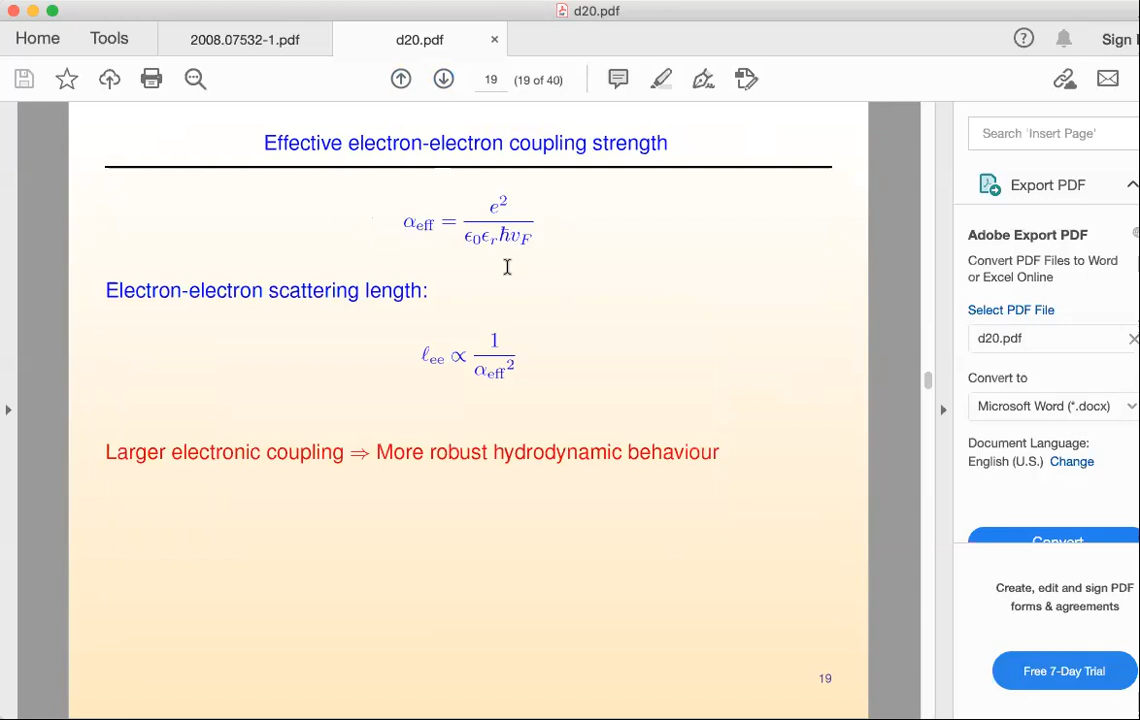 d20.pdf
Home Tools 2008.07532-1.pdf d20.pdf × Sign
19 (19 of 40)
Effective electron-electron coupling strength
α_eff = e² / (ϵ₀ϵᵣħv_F)
Electron-electron scattering length:
ℓ_ee ∝ 1 / α_eff²
Larger electronic coupling ⇒ More robust hydrodynamic behaviour
19
Search 'Insert Page'
Export PDF
Adobe Export PDF
Convert PDF Files to Word
or Excel Online
Select PDF File
d20.pdf ×
Convert to
Microsoft Word (*.docx)
Document Language:
English (U.S.) Change
Convert
Create, edit and sign PDF
forms & agreements
Free 7-Day Trial